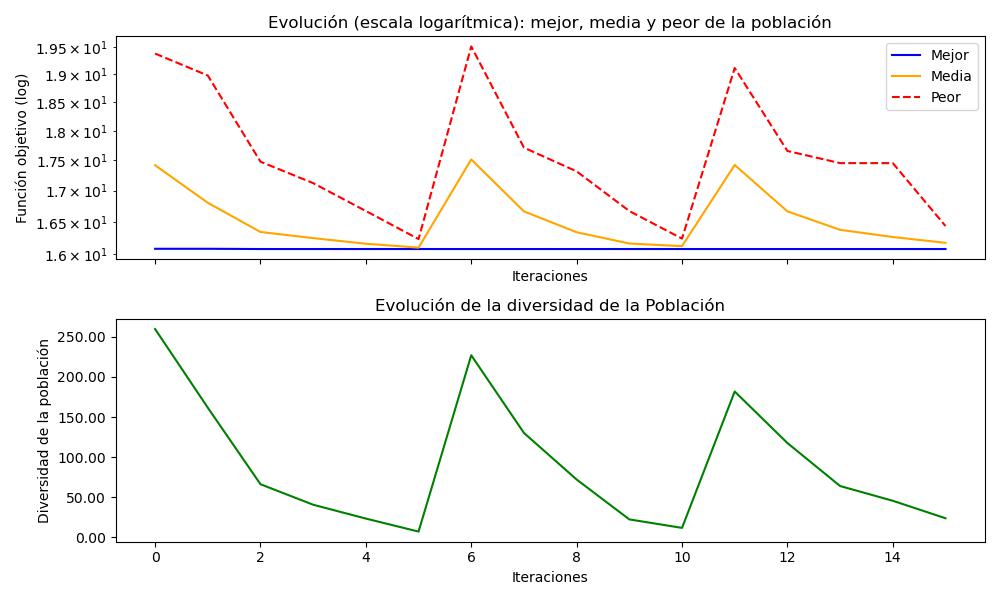 Evolución (escala logarítmica): mejor, media y peor de la población
1.95 × 10¹
1.9 × 10¹
1.85 × 10¹
1.8 × 10¹
1.75 × 10¹
1.7 × 10¹
1.65 × 10¹
1.6 × 10¹
Función objetivo (log)
Mejor
Media
Peor
Iteraciones
Evolución de la diversidad de la Población
250.00
200.00
150.00
100.00
50.00
0.00
Diversidad de la población
0 2 4 6 8 10 12 14
Iteraciones